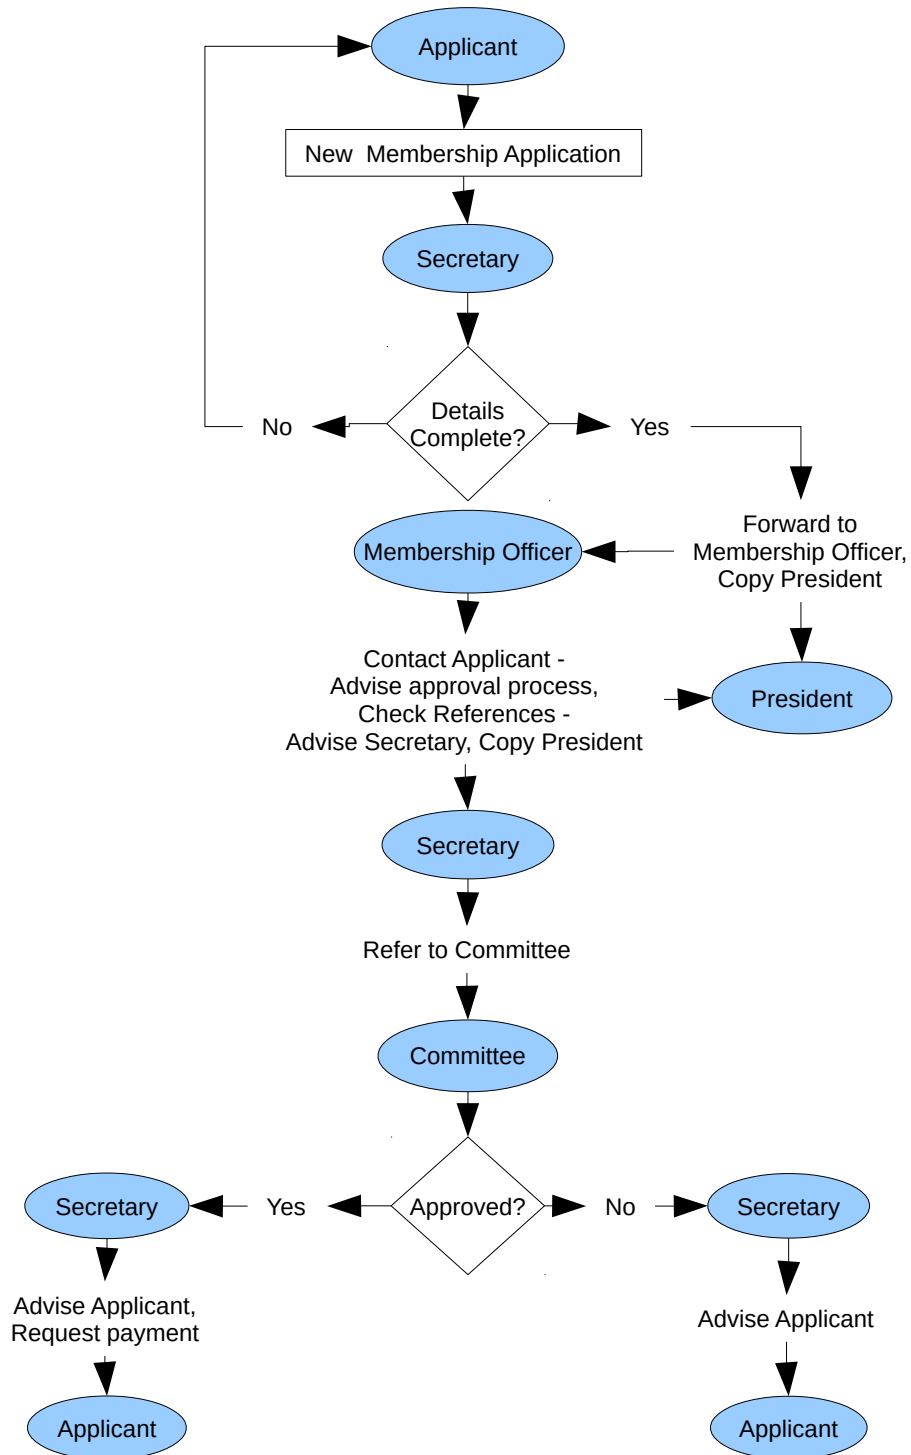 Applicant
New  Membership Application
Secretary
Details
Complete?
No
Yes
Forward to
Membership Officer,
Copy President
Membership Officer
Contact Applicant -
Advise approval process,
Check References -
Advise Secretary, Copy President
President
Secretary
Refer to Committee
Committee
Approved?
Yes
No
Secretary
Secretary
Advise Applicant,
Request payment
Advise Applicant
Applicant
Applicant